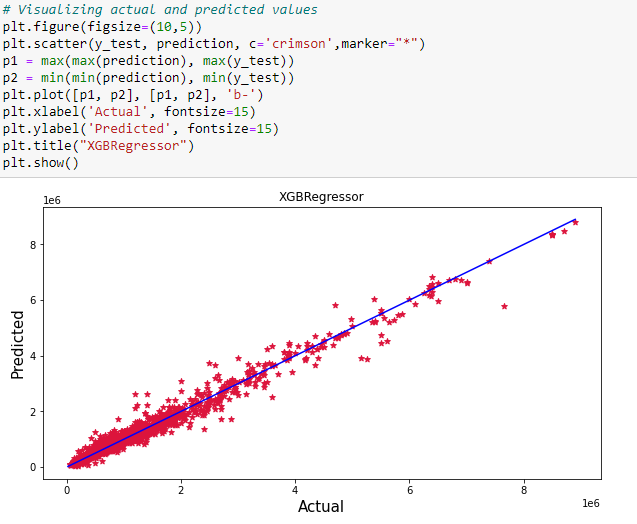 # Visualizing actual and predicted values
plt.figure(figsize=(10,5))
plt.scatter(y_test, prediction, c='crimson',marker="*")
p1 = max(max(prediction), max(y_test))
p2 = min(min(prediction), min(y_test))
plt.plot([p1, p2], [p1, p2], 'b-')
plt.xlabel('Actual', fontsize=15)
plt.ylabel('Predicted', fontsize=15)
plt.title("XGBRegressor")
plt.show()
XGBRegressor
1e6
8
6
4
2
0
Predicted
0 2 4 6 8
Actual
1e6